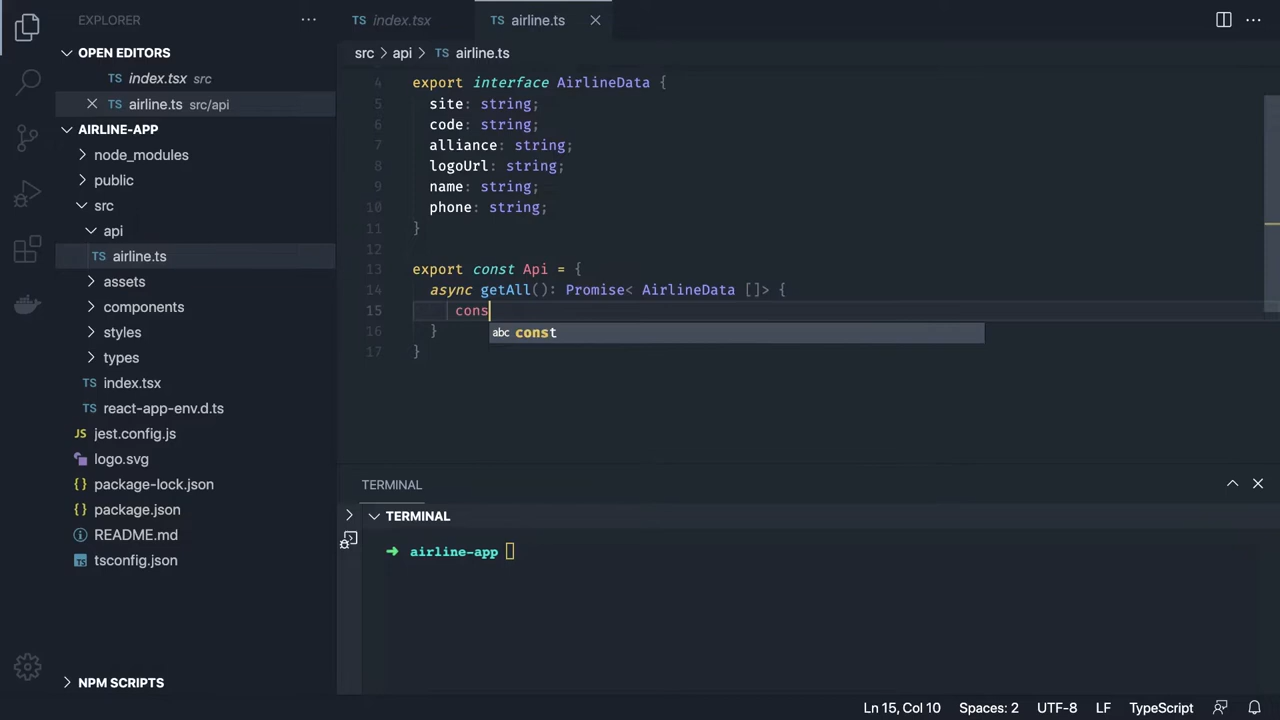 EXPLORER
OPEN EDITORS
TS index.tsx src
TS airline.ts src/api
AIRLINE-APP
node_modules
public
src
api
TS airline.ts
assets
components
styles
types
TS index.tsx
TS react-app-env.d.ts
JS jest.config.js
logo.svg
{} package-lock.json
{} package.json
README.md
tsconfig.json
NPM SCRIPTS
TS index.tsx
TS airline.ts
src > api > TS airline.ts
4 export interface AirlineData {
5 site: string;
6 code: string;
7 alliance: string;
8 logoUrl: string;
9 name: string;
10 phone: string;
11 }
12
13 export const Api = {
14 async getAll(): Promise< AirlineData []> {
15 cons
abc const
16 }
17 }
TERMINAL
TERMINAL
➜ airline-app
Ln 15, Col 10 Spaces: 2 UTF-8 LF TypeScript